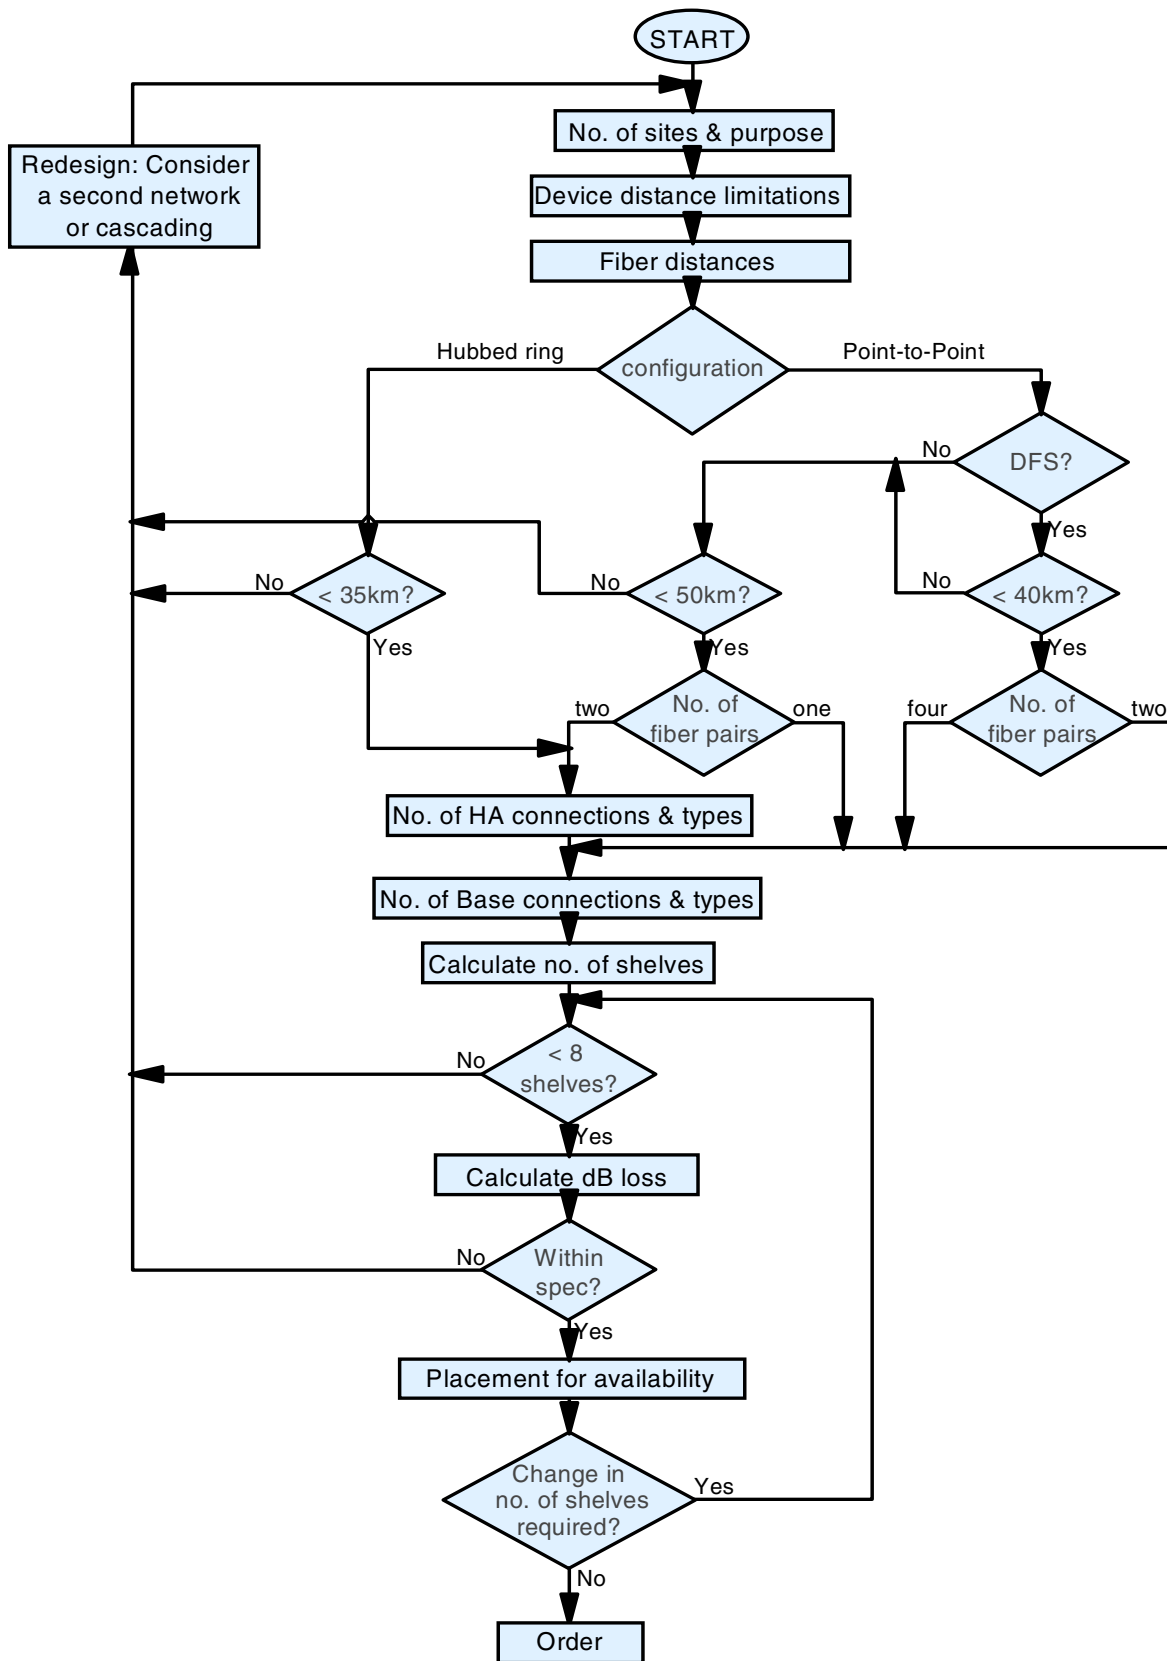 START
No. of sites & purpose
Redesign: Consider
a second network
or cascading
Device distance limitations
Fiber distances
Hubbed ring
configuration
Point-to-Point
No
DFS?
Yes
No
< 35km?
No
< 50km?
No
< 40km?
Yes
Yes
Yes
two
No. of
fiber pairs
one
four
No. of
fiber pairs
two
No. of HA connections & types
No. of Base connections & types
Calculate no. of shelves
No
< 8
shelves?
Yes
Calculate dB loss
No
Within
spec?
Yes
Placement for availability
Change in
no. of shelves
required?
Yes
No
Order